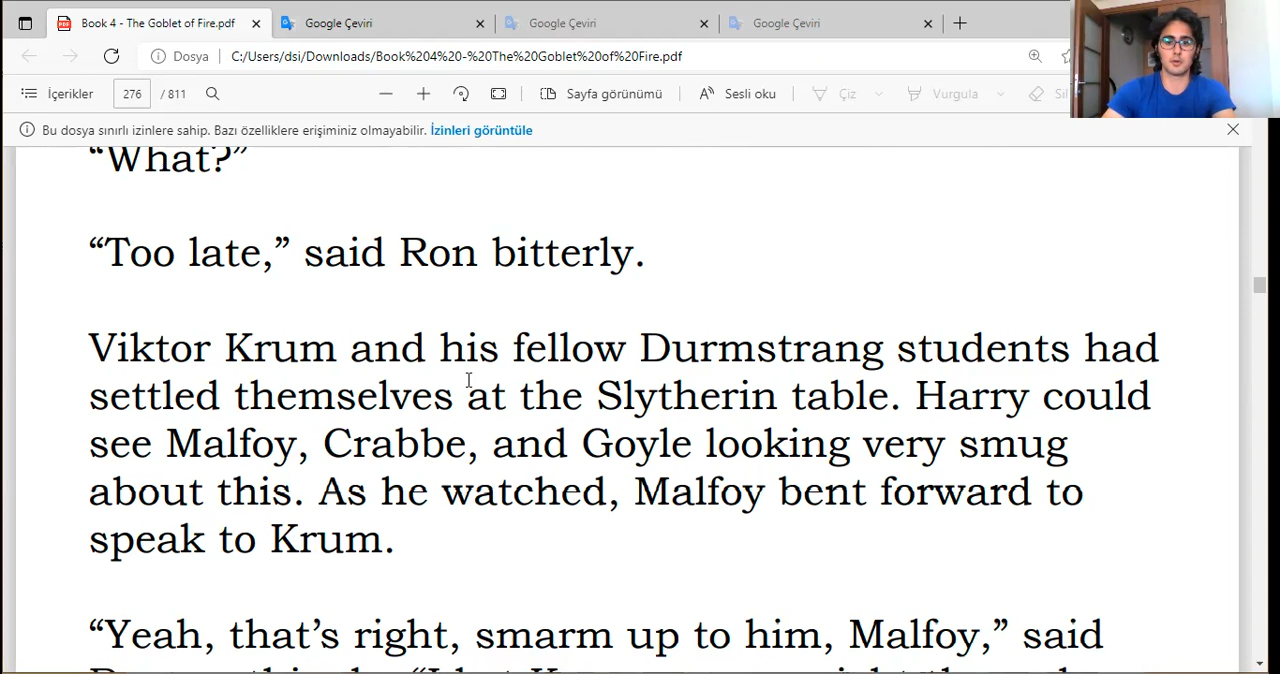 Book 4 - The Goblet of Fire.pdf
Google Çeviri
Google Çeviri
Google Çeviri
Dosya
C:/Users/dsi/Downloads/Book%204%20-%20The%20Goblet%20of%20Fire.pdf
İçerikler
276 / 811
Sayfa görünümü
Sesli oku
Çiz
Vurgula
Bu dosya sınırlı izinlere sahip. Bazı özelliklere erişiminiz olmayabilir. İzinleri görüntüle
“What?”
“Too late,” said Ron bitterly.
Viktor Krum and his fellow Durmstrang students had
settled themselves at the Slytherin table. Harry could
see Malfoy, Crabbe, and Goyle looking very smug
about this. As he watched, Malfoy bent forward to
speak to Krum.
“Yeah, that’s right, smarm up to him, Malfoy,” said